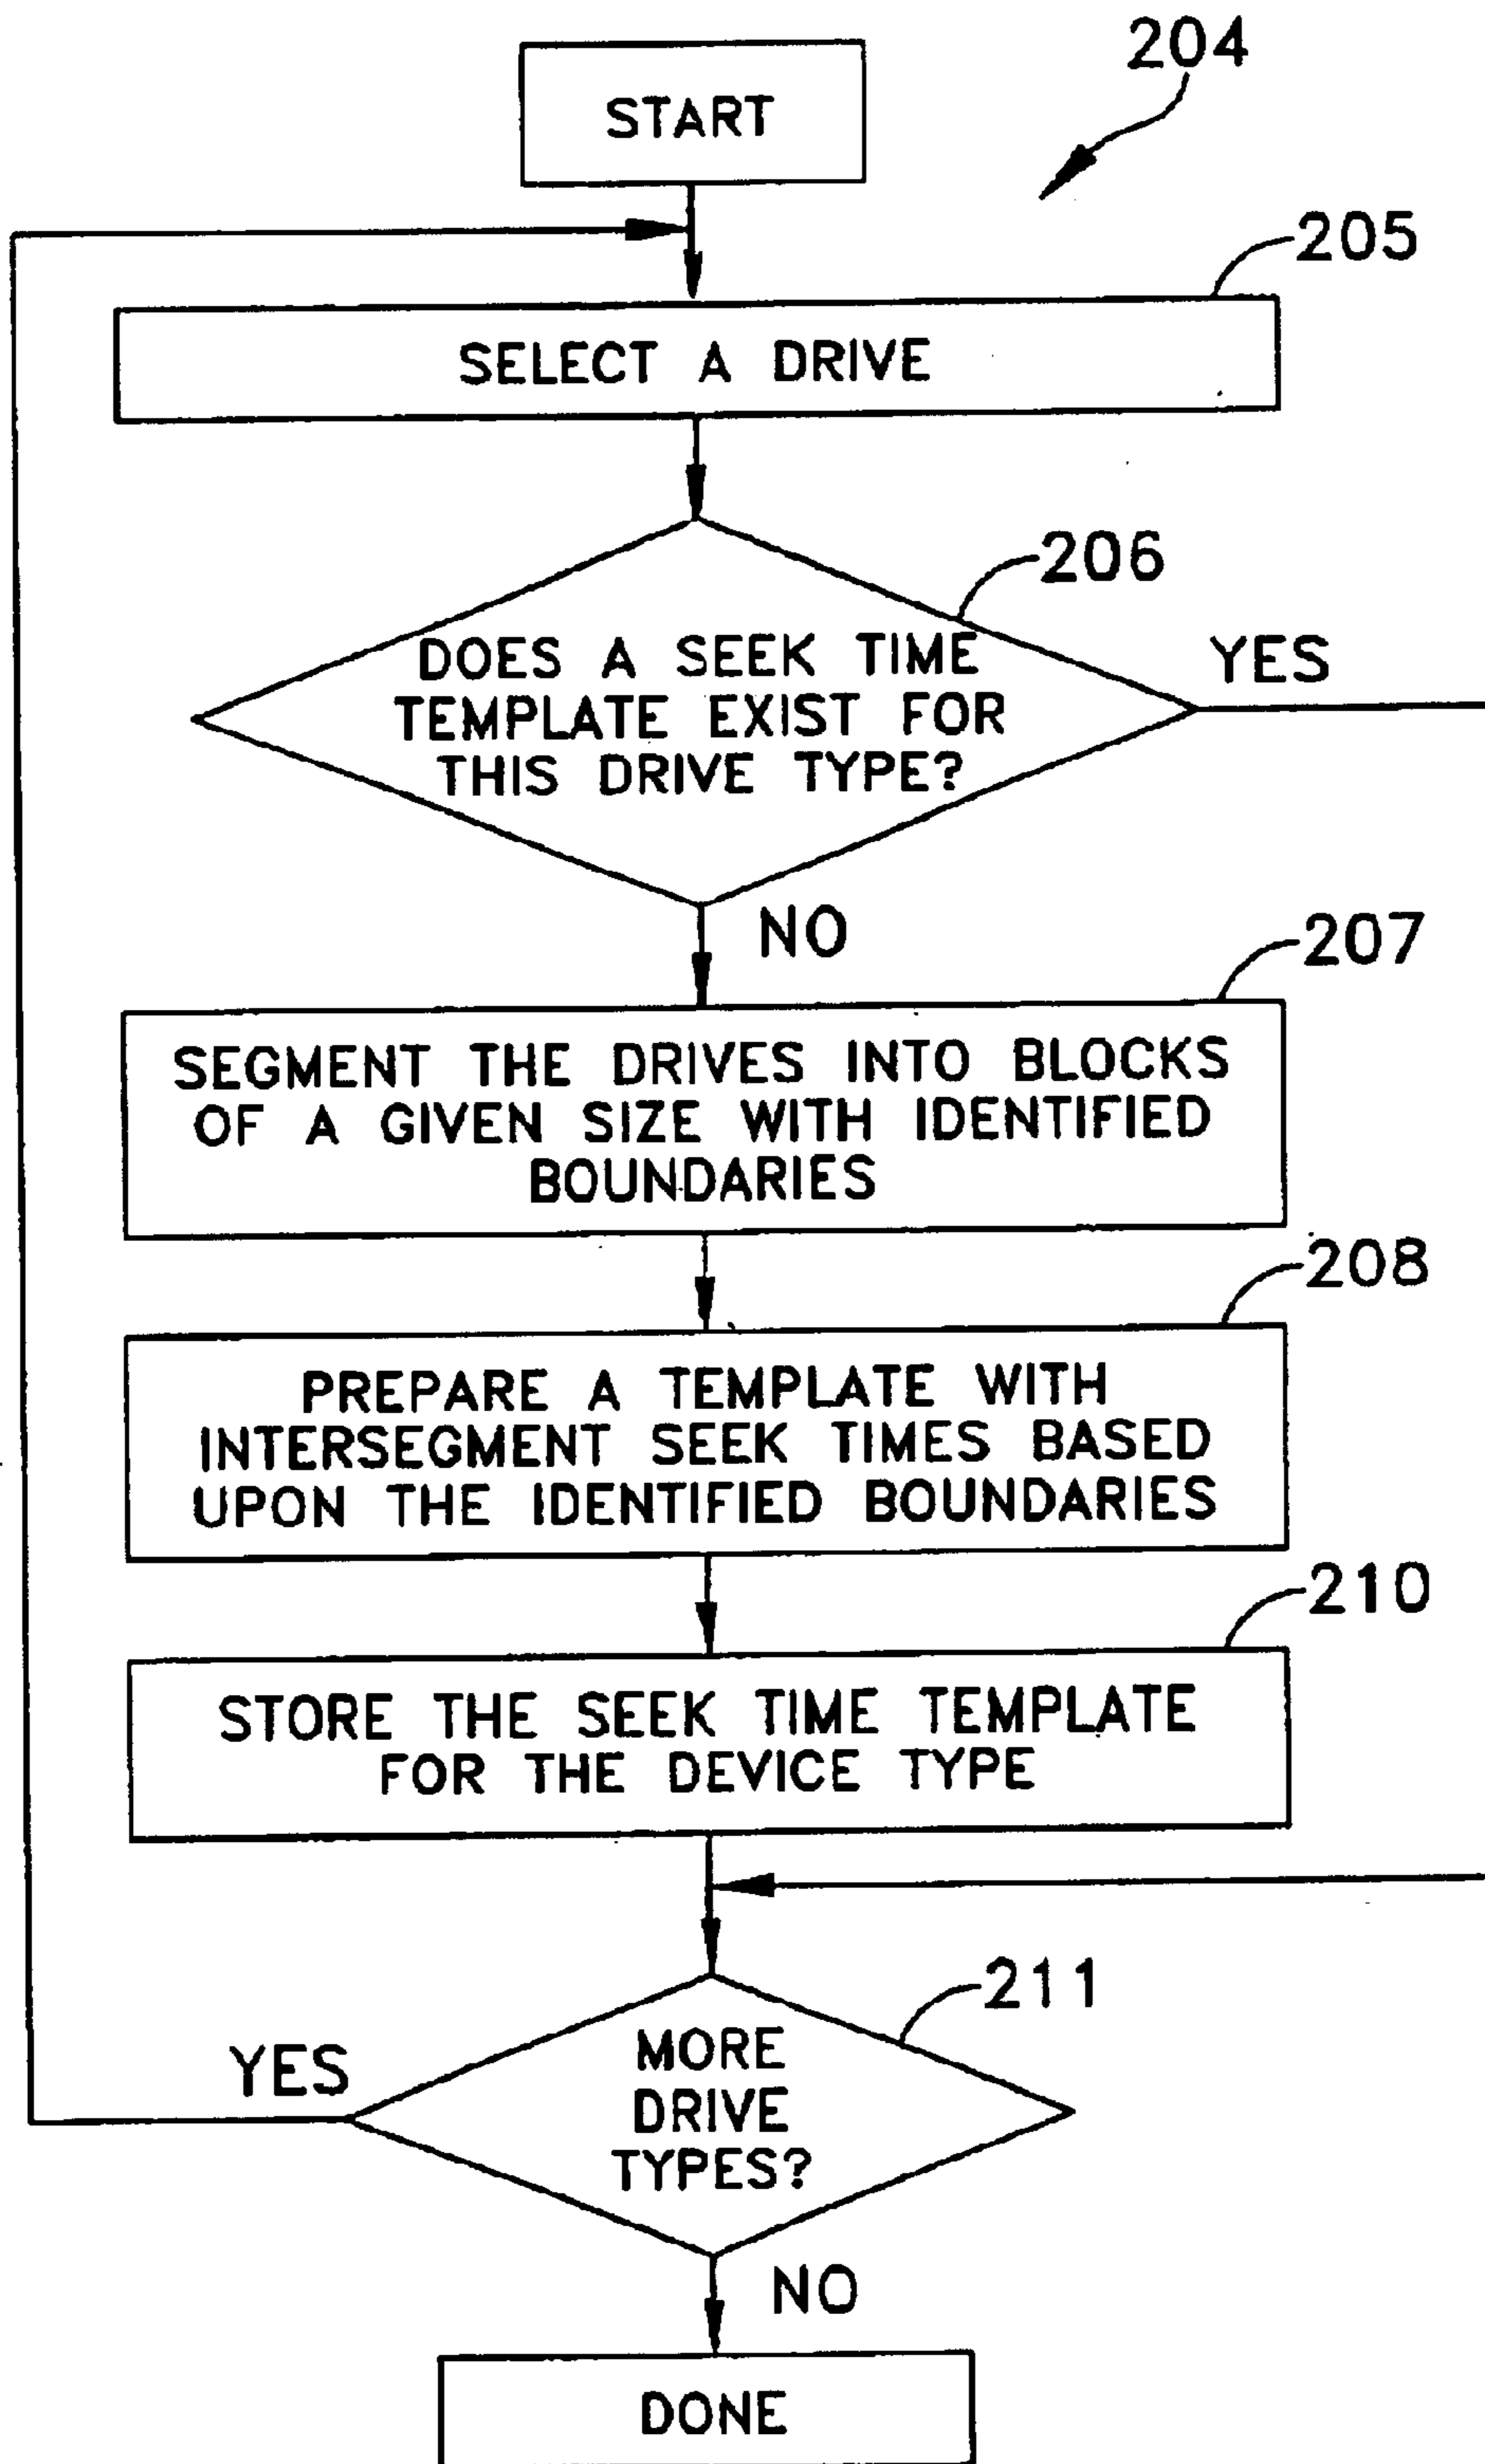 START
204
205
SELECT A DRIVE
206
DOES A SEEK TIME
TEMPLATE EXIST FOR
THIS DRIVE TYPE?
YES
NO
207
SEGMENT THE DRIVES INTO BLOCKS
OF A GIVEN SIZE WITH IDENTIFIED
BOUNDARIES
208
PREPARE A TEMPLATE WITH
INTERSEGMENT SEEK TIMES BASED
UPON THE IDENTIFIED BOUNDARIES
210
STORE THE SEEK TIME TEMPLATE
FOR THE DEVICE TYPE
211
MORE
DRIVE
TYPES?
YES
NO
DONE